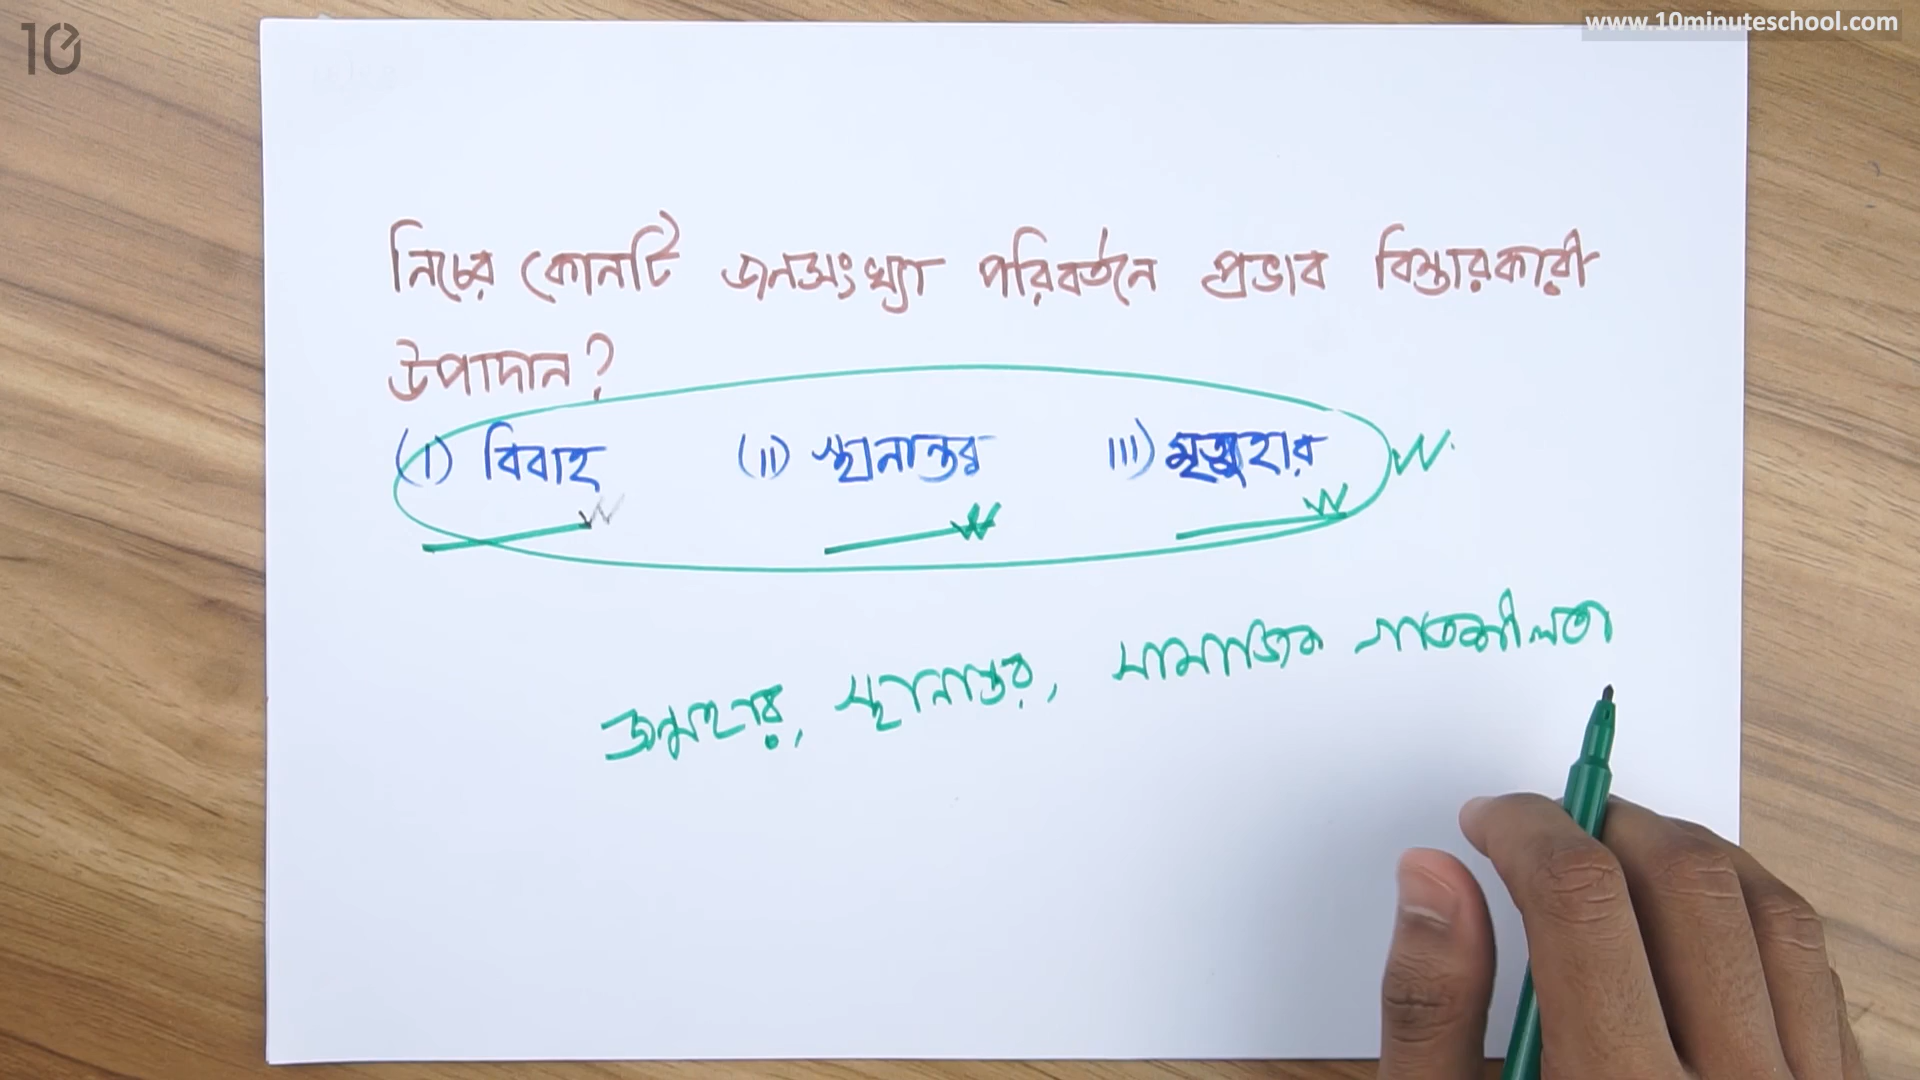 10
www.10minuteschool.com
নিচের কোনটি জনসংখ্যা পরিবর্তনে প্রভাব বিস্তারকারী
উপাদান?
(I) বিবাহ (II) স্থানান্তর III) মৃত্যুহার
জন্মহার, স্থানান্তর, সামাজিক গতিশীলতা